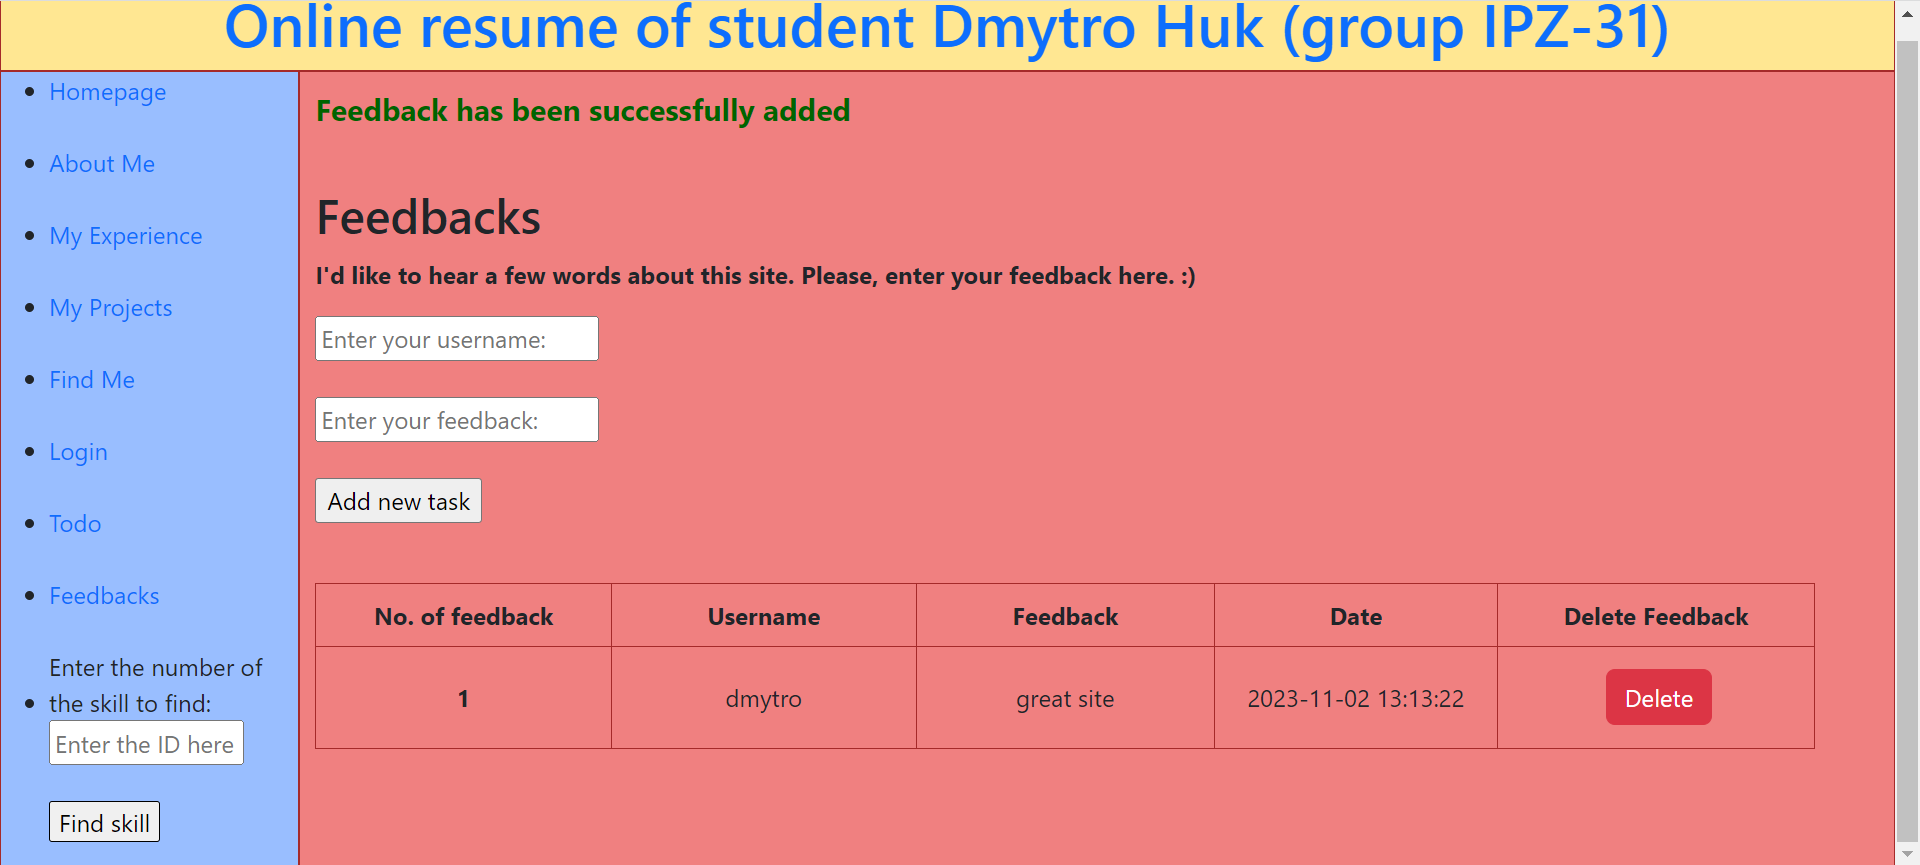 Online resume of student Dmytro Huk (group IPZ-31)
Homepage
About Me
My Experience
My Projects
Find Me
Login
Todo
Feedbacks
Enter the number of
the skill to find:
Enter the ID here
Find skill
Feedback has been successfully added
Feedbacks
I'd like to hear a few words about this site. Please, enter your feedback here. :)
Enter your username:
Enter your feedback:
Add new task
No. of feedback Username Feedback Date Delete Feedback
1 dmytro great site 2023-11-02 13:13:22 Delete